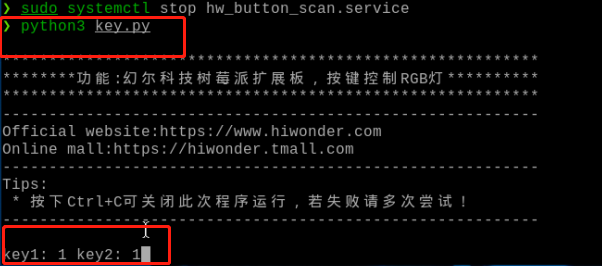 ❯ sudo systemctl stop hw_button_scan.service
❯ python3 key.py
**********************************************************
********功能:幻尔科技树莓派扩展板，按键控制RGB灯**********
**********************************************************
----------------------------------------------------------
Official website:https://www.hiwonder.com
Online mall:https://hiwonder.tmall.com
----------------------------------------------------------
Tips:
 * 按下Ctrl+C可关闭此次程序运行，若失败请多次尝试！
----------------------------------------------------------
key1: 1 key2: 1